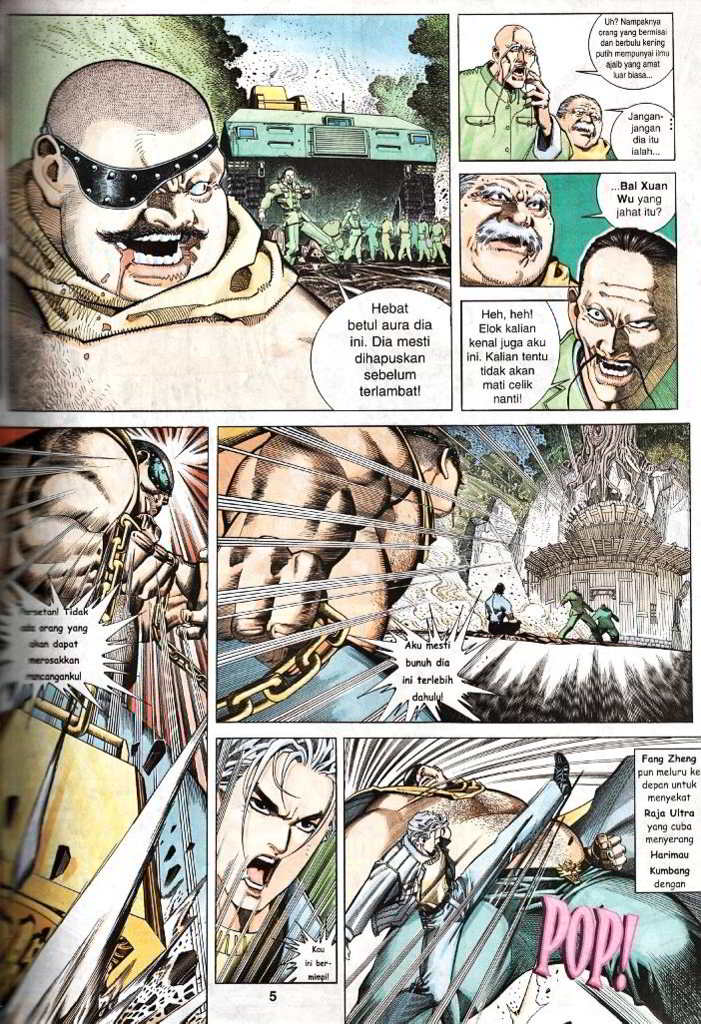 Hebat
betul aura dia
ini. Dia mesti
dihapuskan
sebelum
terlambat!
Uh? Nampaknya
orang yang bermisai
dan berbulu kening
putih mempunyai ilmu
ajaib yang amat
luar biasa...
Jangan-
jangan
dia
ialah...
...Bai Xuan
Wu yang
jahat itu?
Heh, heh!
Elok kalian
kenal juga aku
ini. Kalian tentu
tidak akan
mati celik
nanti!
Tidak
orang yang
akan dapat
merosakkan
rancanganku!
Aku mesti
bunuh dia
ini terlebih
dahulu!
Kau
ini ber-
mimpi!
Fang Zheng
pun meluru ke
depan untuk
menyekat
Raja Ultra
yang cuba
menyerang
Harimau
Kumbang
dengan
POP!
5